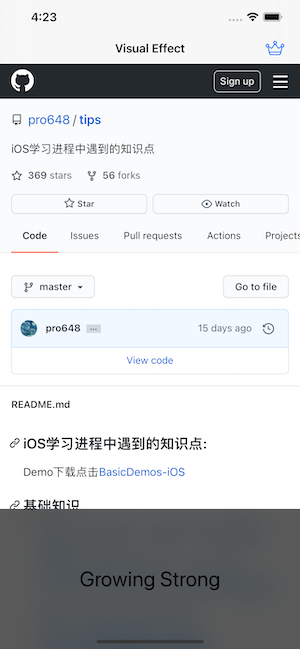 4:23
Visual Effect
Sign up
pro648 / tips
iOS学习进程中遇到的知识点
369 stars 56 forks
Star Watch
Code Issues Pull requests Actions Projects
master Go to file
pro648 ... 15 days ago
View code
README.md
iOS学习进程中遇到的知识点:
Demo下载点击BasicDemos-iOS
基础知识
Growing Strong